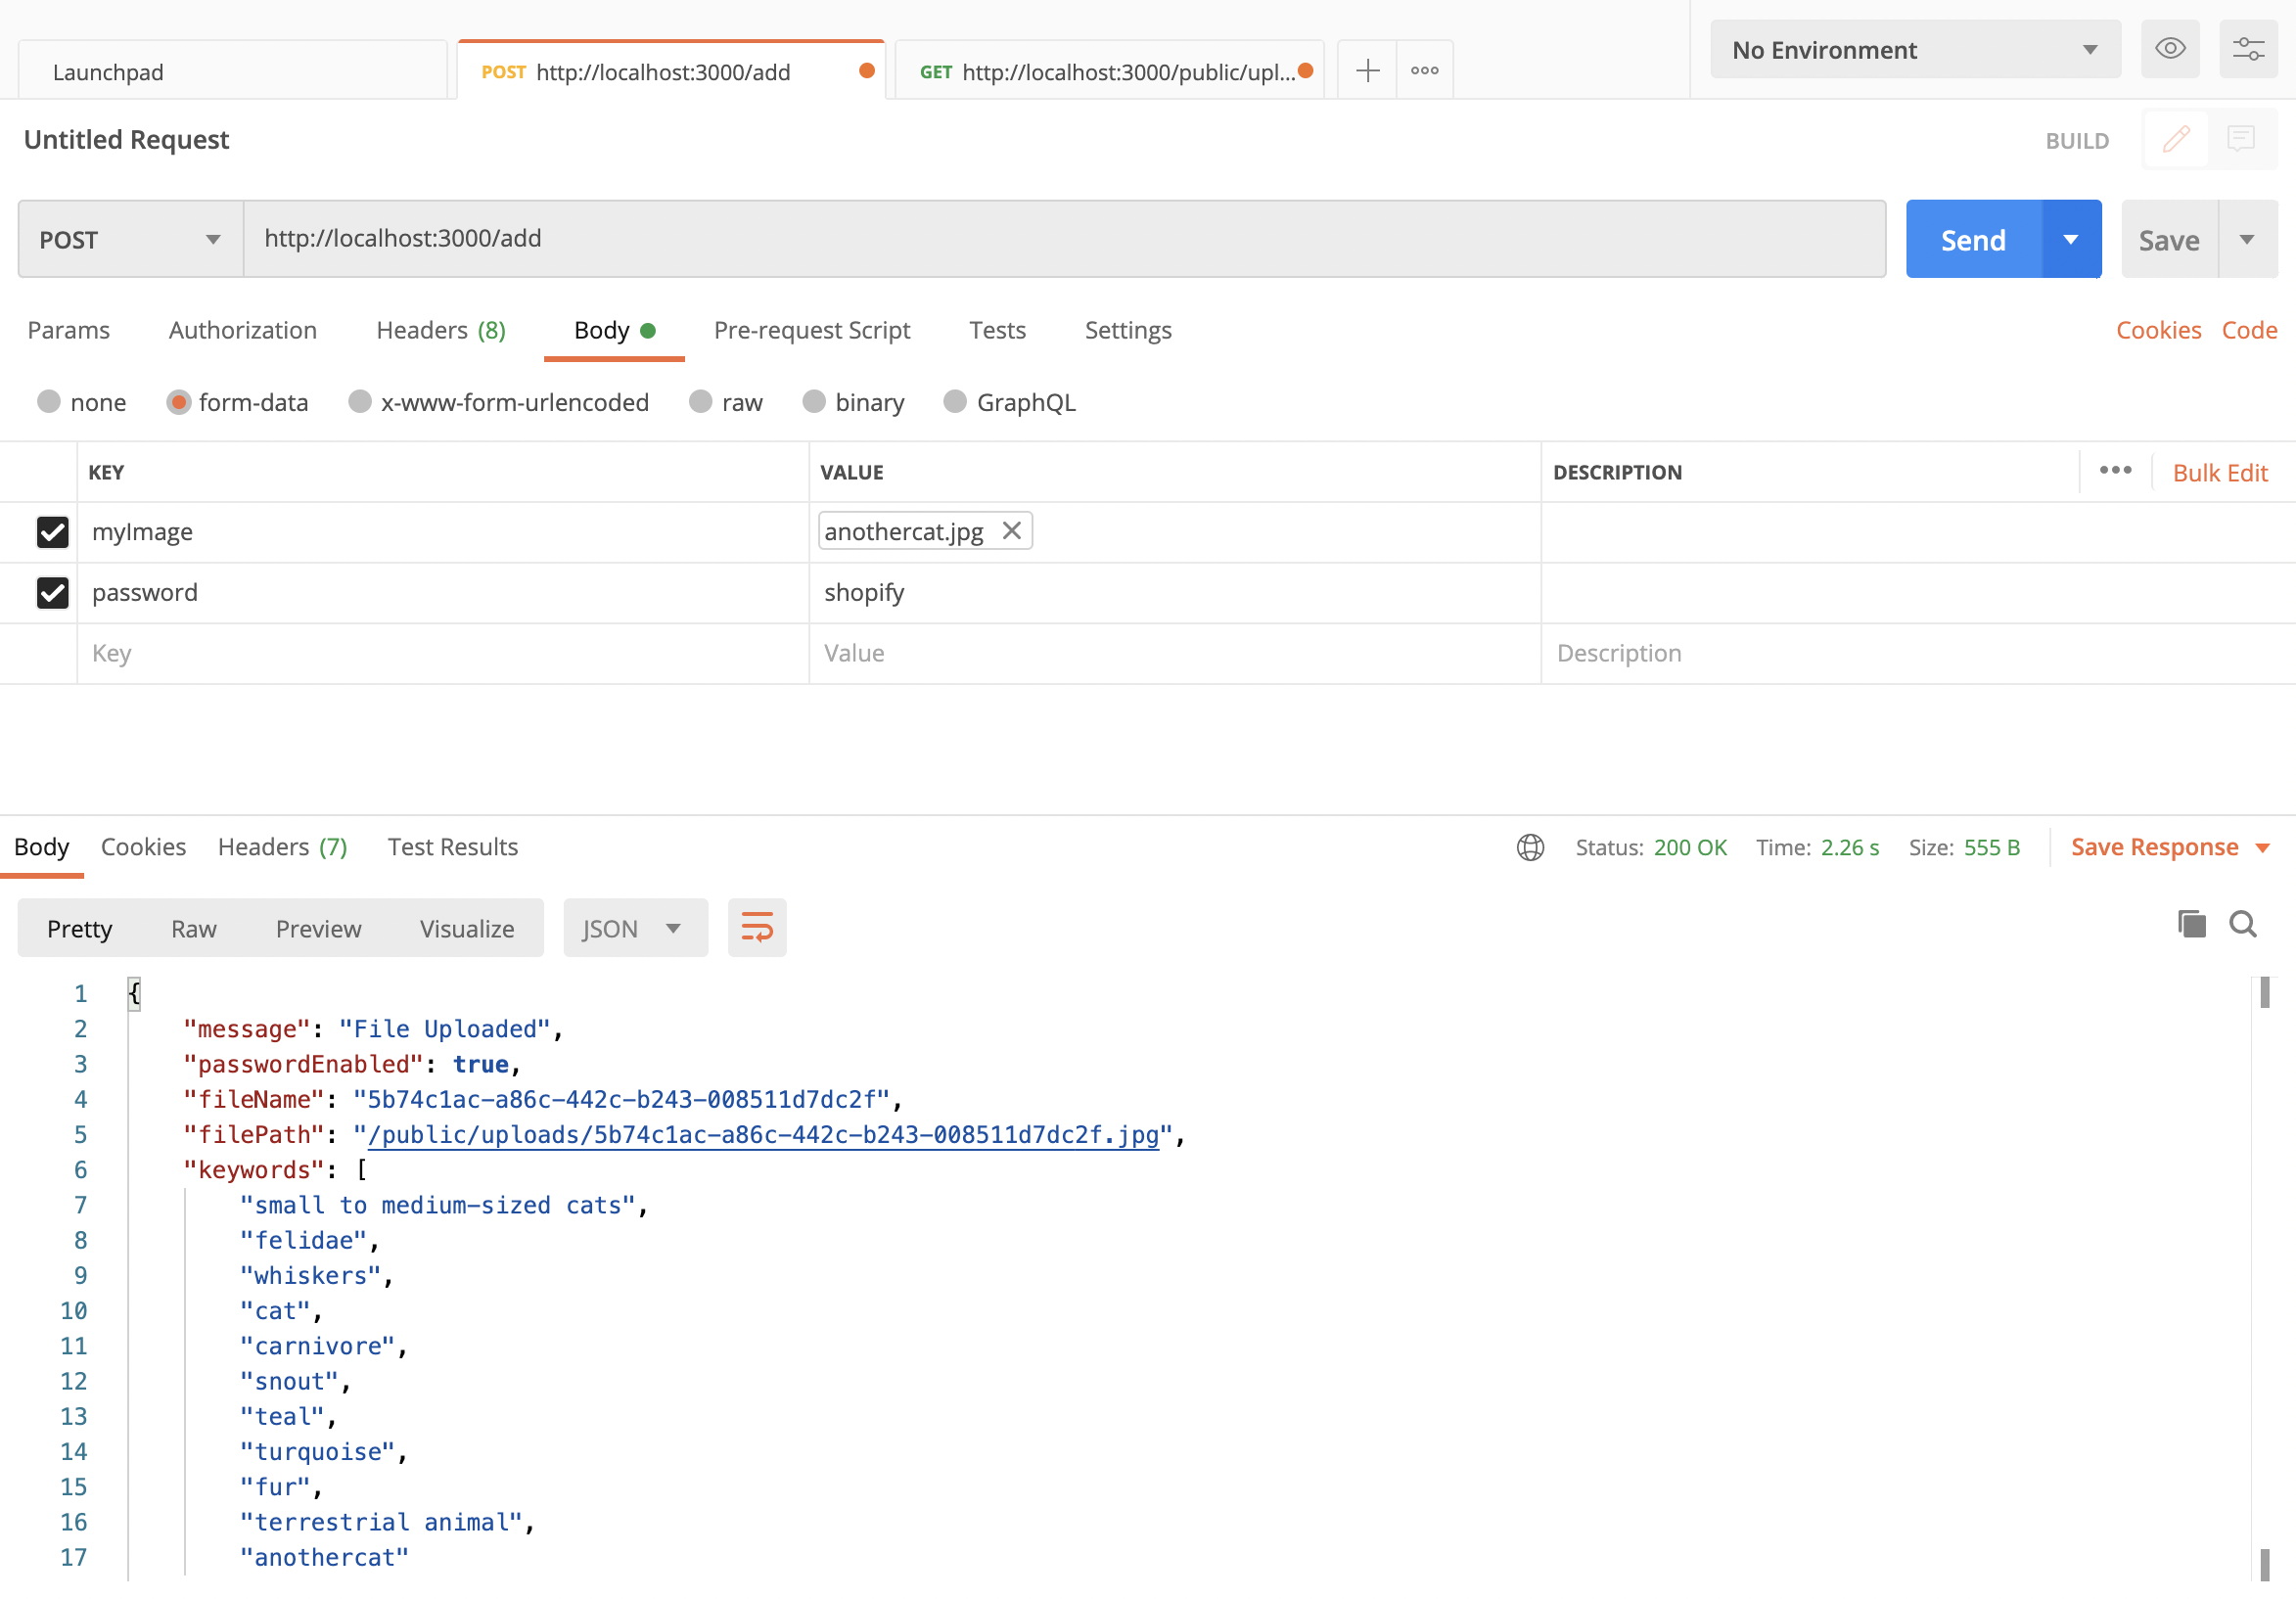 Launchpad
POST http://localhost:3000/add
GET http://localhost:3000/public/upl...
No Environment
Untitled Request
BUILD
POST http://localhost:3000/add Send Save
Params Authorization Headers (8) Body Pre-request Script Tests Settings Cookies Code
none form-data x-www-form-urlencoded raw binary GraphQL
KEY VALUE DESCRIPTION Bulk Edit
myImage anothercat.jpg
password shopify
Key Value Description
Body Cookies Headers (7) Test Results Status: 200 OK Time: 2.26 s Size: 555 B Save Response
Pretty Raw Preview Visualize JSON
1 {
2 "message": "File Uploaded",
3 "passwordEnabled": true,
4 "fileName": "5b74c1ac-a86c-442c-b243-008511d7dc2f",
5 "filePath": "/public/uploads/5b74c1ac-a86c-442c-b243-008511d7dc2f.jpg",
6 "keywords": [
7 "small to medium-sized cats",
8 "felidae",
9 "whiskers",
10 "cat",
11 "carnivore",
12 "snout",
13 "teal",
14 "turquoise",
15 "fur",
16 "terrestrial animal",
17 "anothercat"